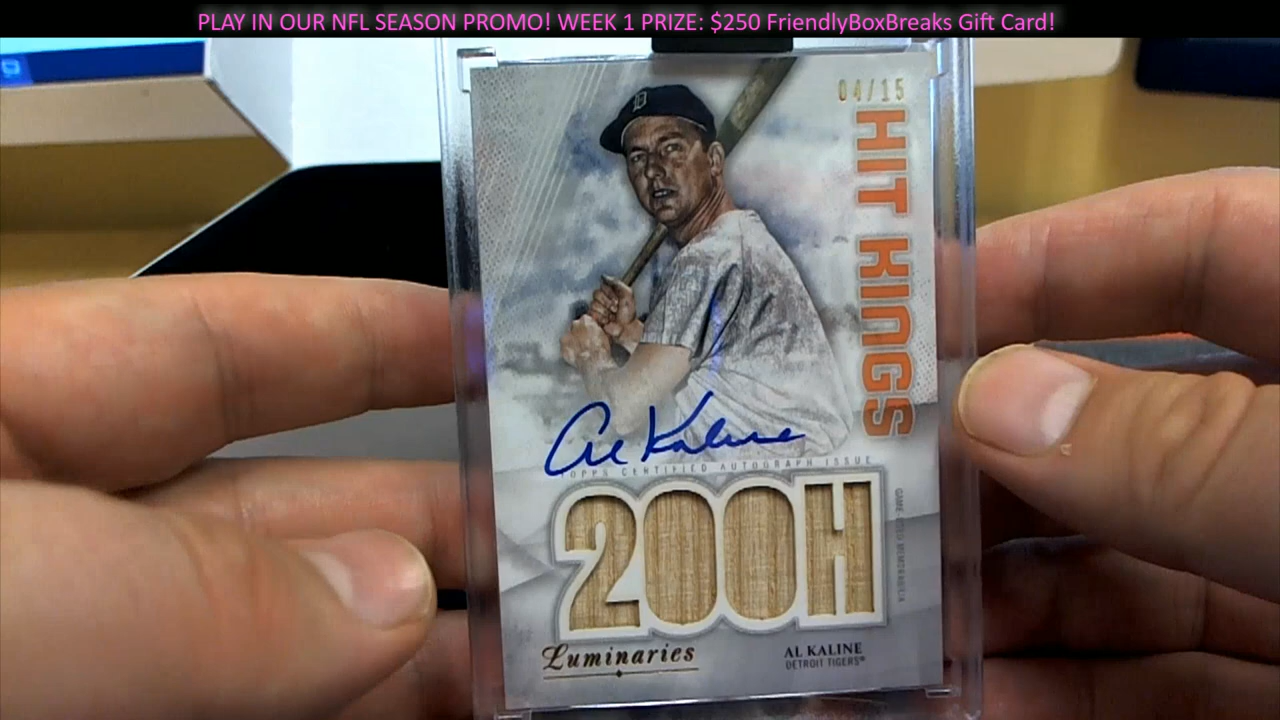 PLAY IN OUR NFL SEASON PROMO! WEEK 1 PRIZE: $250 FriendlyBoxBreaks Gift Card!
D
04/15
HIT KINGS
Al Kaline
TOPPS CERTIFIED AUTOGRAPH ISSUE
200H
GAME-USED MEMORABILIA
Luminaries
AL KALINE
DETROIT TIGERS®